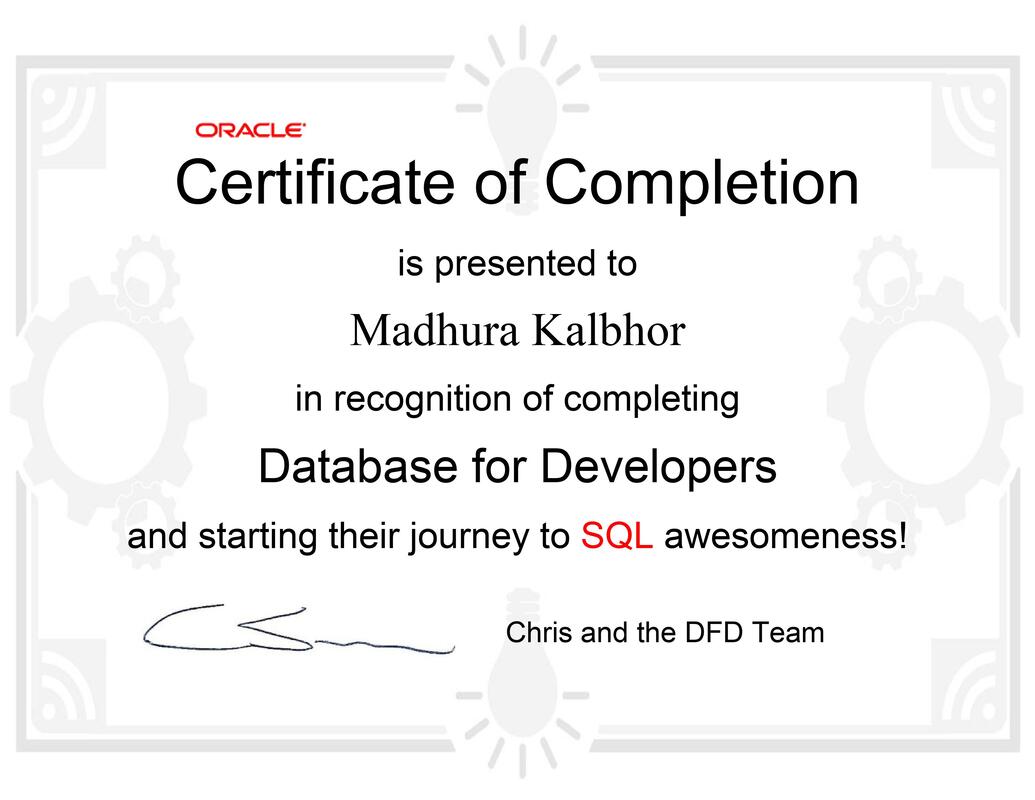 ORACLE
Certificate of Completion
is presented to
Madhura Kalbhor
in recognition of completing
Database for Developers
and starting their journey to SQL awesomeness!
Chris and the DFD Team